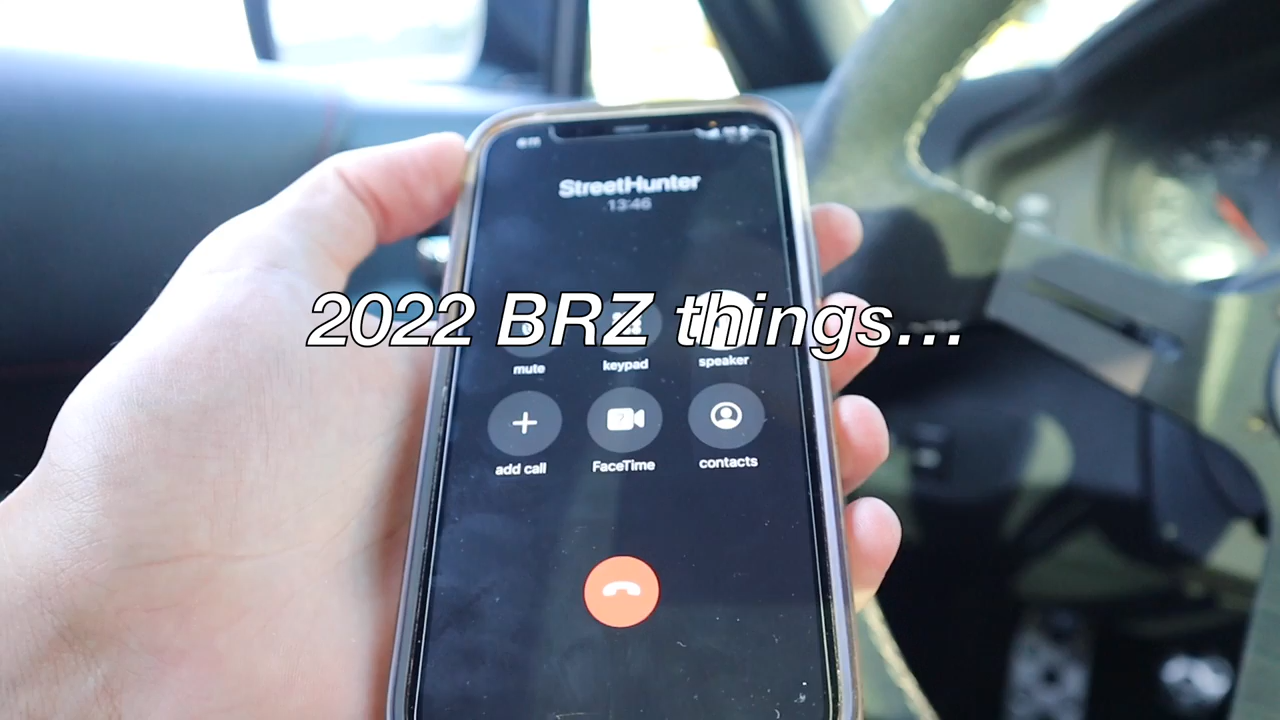 StreetHunter
13:46
2022 BRZ things...
mute
keypad
speaker
add call
FaceTime
contacts